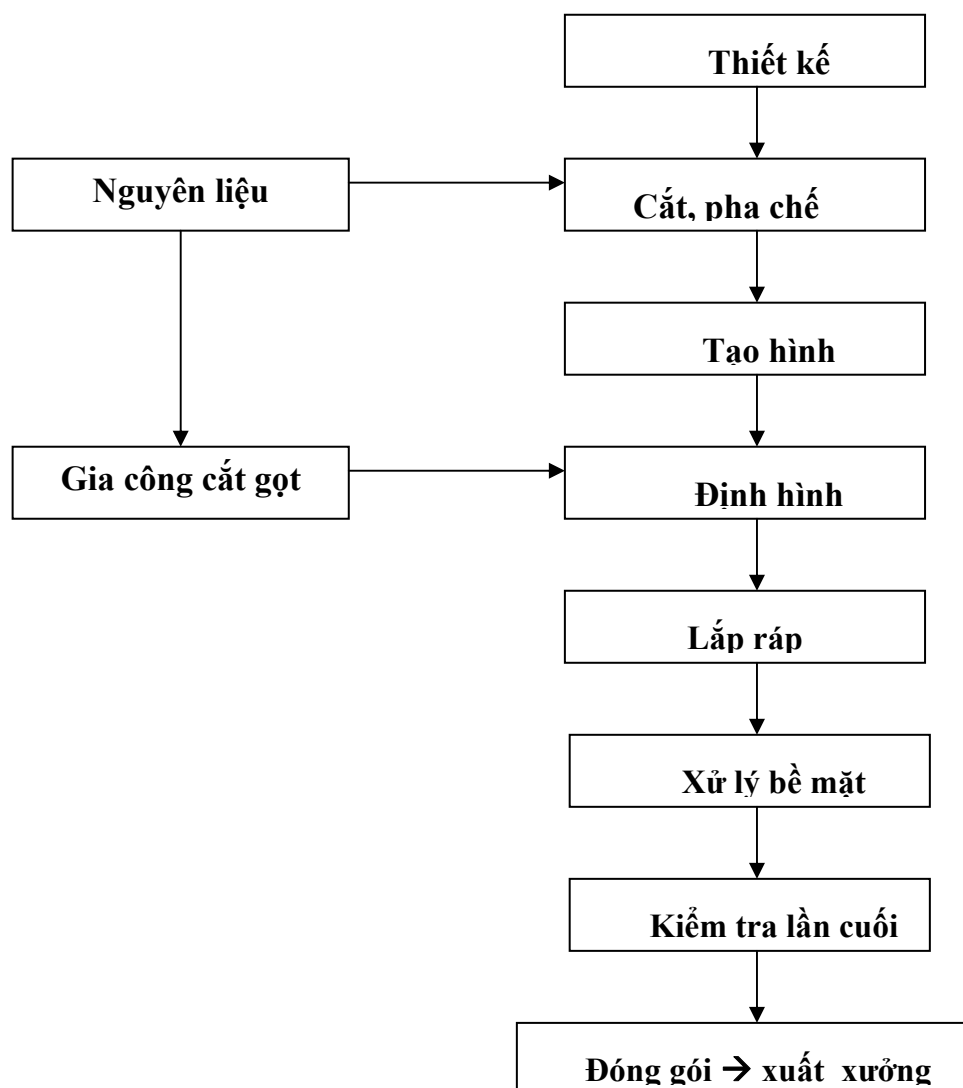 Thiết kế
Nguyên liệu
Cắt, pha chế
Tạo hình
Gia công cắt gọt
Định hình
Lắp ráp
Xử lý bề mặt
Kiểm tra lần cuối
Đóng gói → xuất xưởng